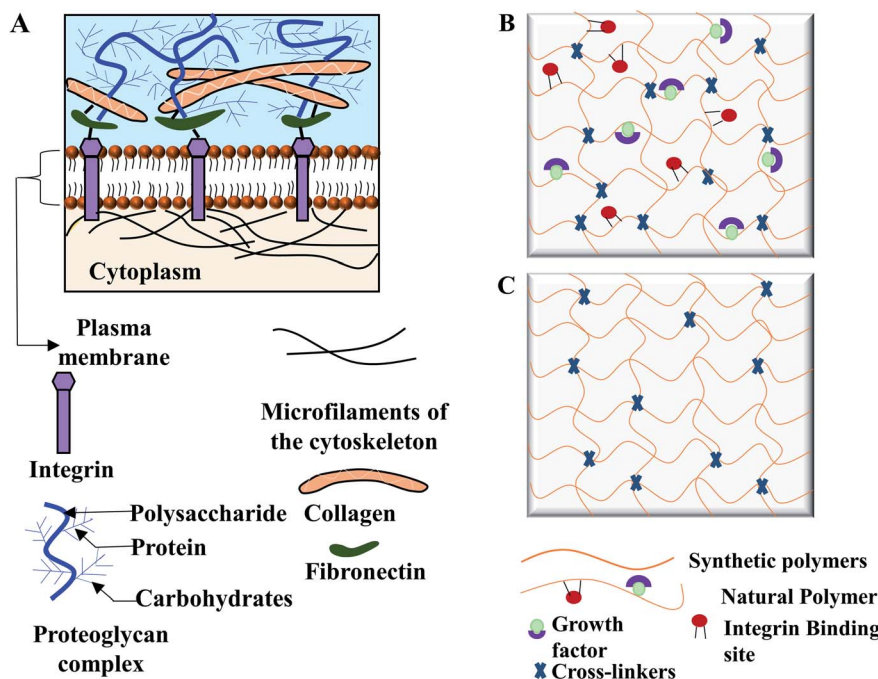 A
Cytoplasm
Plasma
membrane
Integrin
Polysaccharide
Protein
Carbohydrates
Proteoglycan
complex
Microfilaments of
the cytoskeleton
Collagen
Fibronectin
B
C
Synthetic polymers
Natural Polymer
Growth
factor
Integrin Binding
site
Cross-linkers